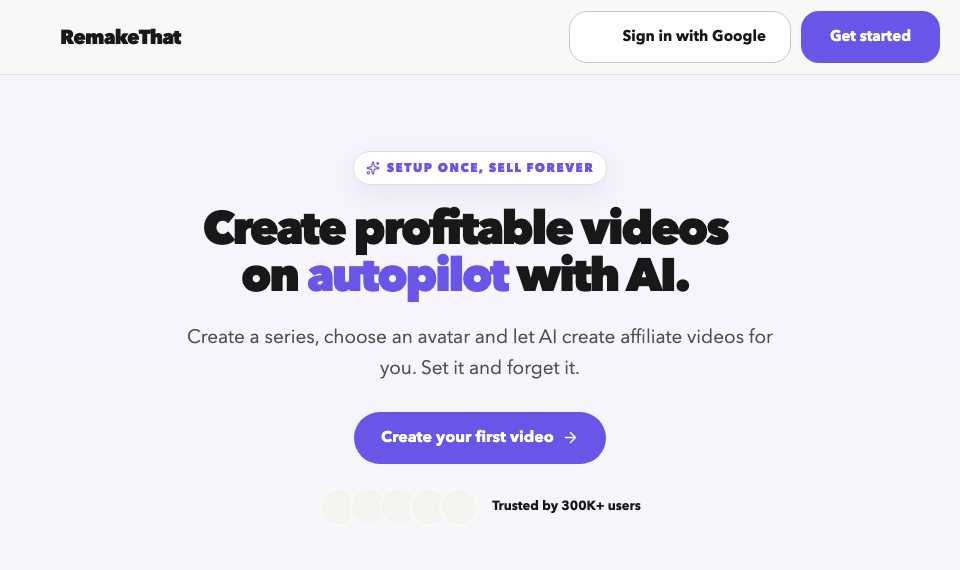 RemakeThat
Sign in with Google
Get started
SETUP ONCE, SELL FOREVER
Create profitable videos
on autopilot with AI.
Create a series, choose an avatar and let AI create affiliate videos for
you. Set it and forget it.
Create your first video →
Trusted by 300K+ users